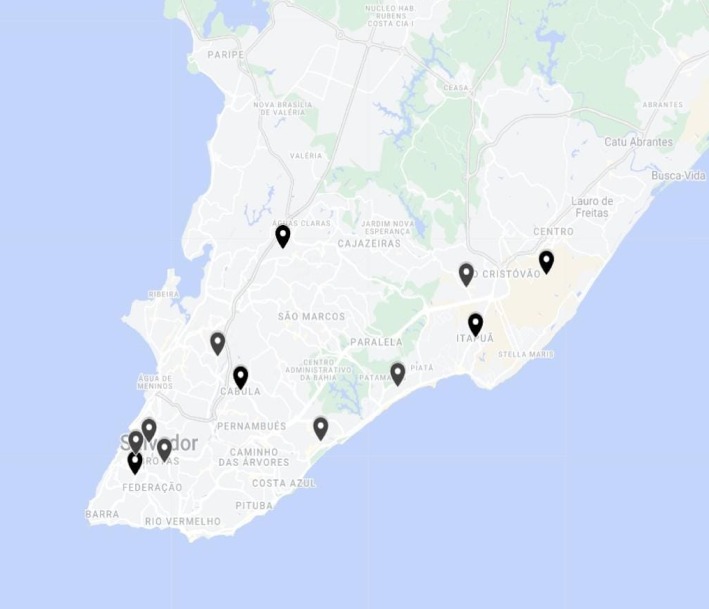 NÚCLEO HAB.
RUBENS
COSTA CIA I
PARIPE
CEASA
NOVA BRASÍLIA
DE VALÉRIA
ABRANTES
Catu Abrantes
VALÉRIA
Busca-Vida
Lauro de
Freitas
ÁGUAS CLARAS
JARDIM NOVA
ESPERANÇA
CENTRO
CAJAZEIRAS
O CRISTÓVÃO
RIBEIRA
SÃO MARCOS
PARALELA
ITAPUÃ
STELLA MARIS
CENTRO
ADMINISTRATIVO
DA BAHIA
PATAMA
PIATÃ
ÁGUA DE
MENINOS
CABULA
PERNAMBUÉS
Salvador
BROTAS
CAMINHO
DAS ÁRVORES
FEDERAÇÃO
COSTA AZUL
PITUBA
BARRA
RIO VERMELHO